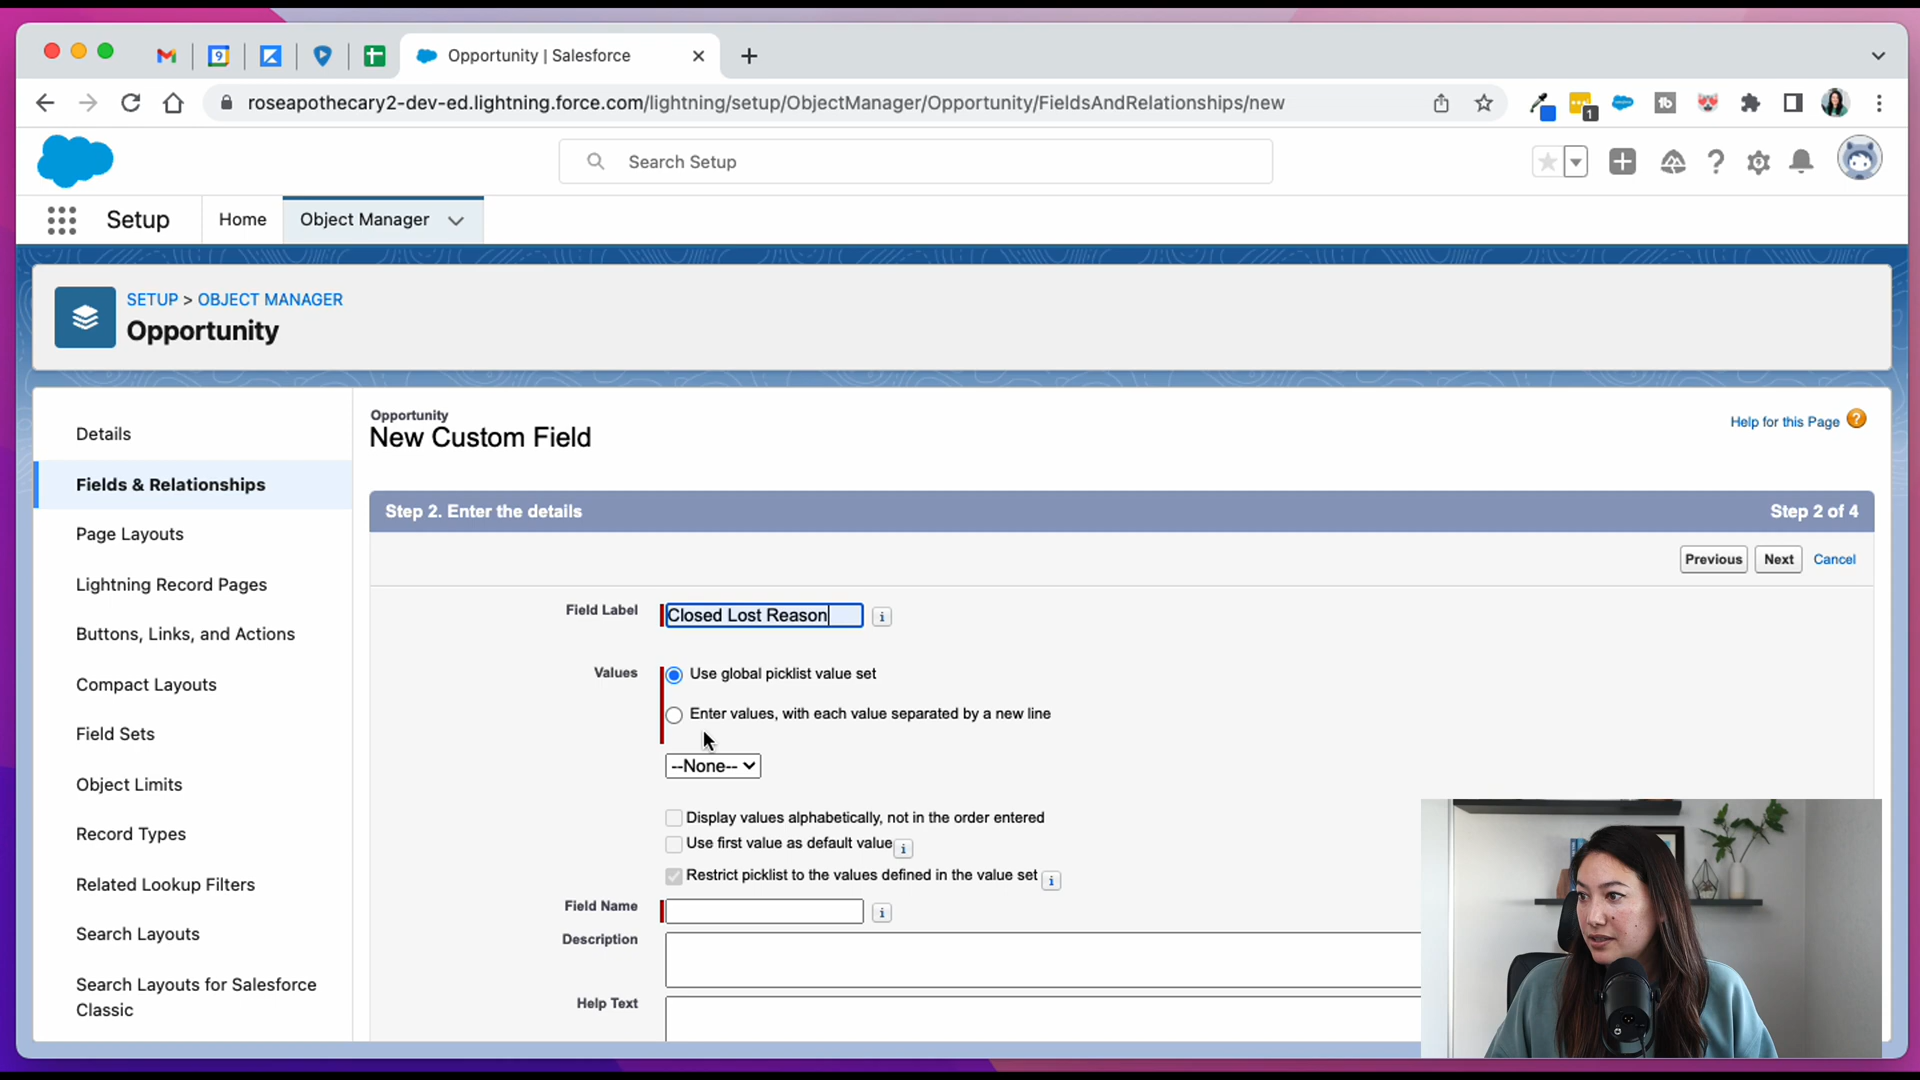 Opportunity | Salesforce
roseapothecary2-dev-ed.lightning.force.com/lightning/setup/ObjectManager/Opportunity/FieldsAndRelationships/new
Search Setup
Setup
Home
Object Manager
SETUP > OBJECT MANAGER
Opportunity
Details
Fields & Relationships
Page Layouts
Lightning Record Pages
Buttons, Links, and Actions
Compact Layouts
Field Sets
Object Limits
Record Types
Related Lookup Filters
Search Layouts
Search Layouts for Salesforce
Classic
Opportunity
New Custom Field
Help for this Page ?
Step 2. Enter the details
Step 2 of 4
Previous
Next
Cancel
Field Label
Closed Lost Reason
i
Values
Use global picklist value set
Enter values, with each value separated by a new line
--None--
Display values alphabetically, not in the order entered
Use first value as default value
i
Restrict picklist to the values defined in the value set
i
Field Name
i
Description
Help Text